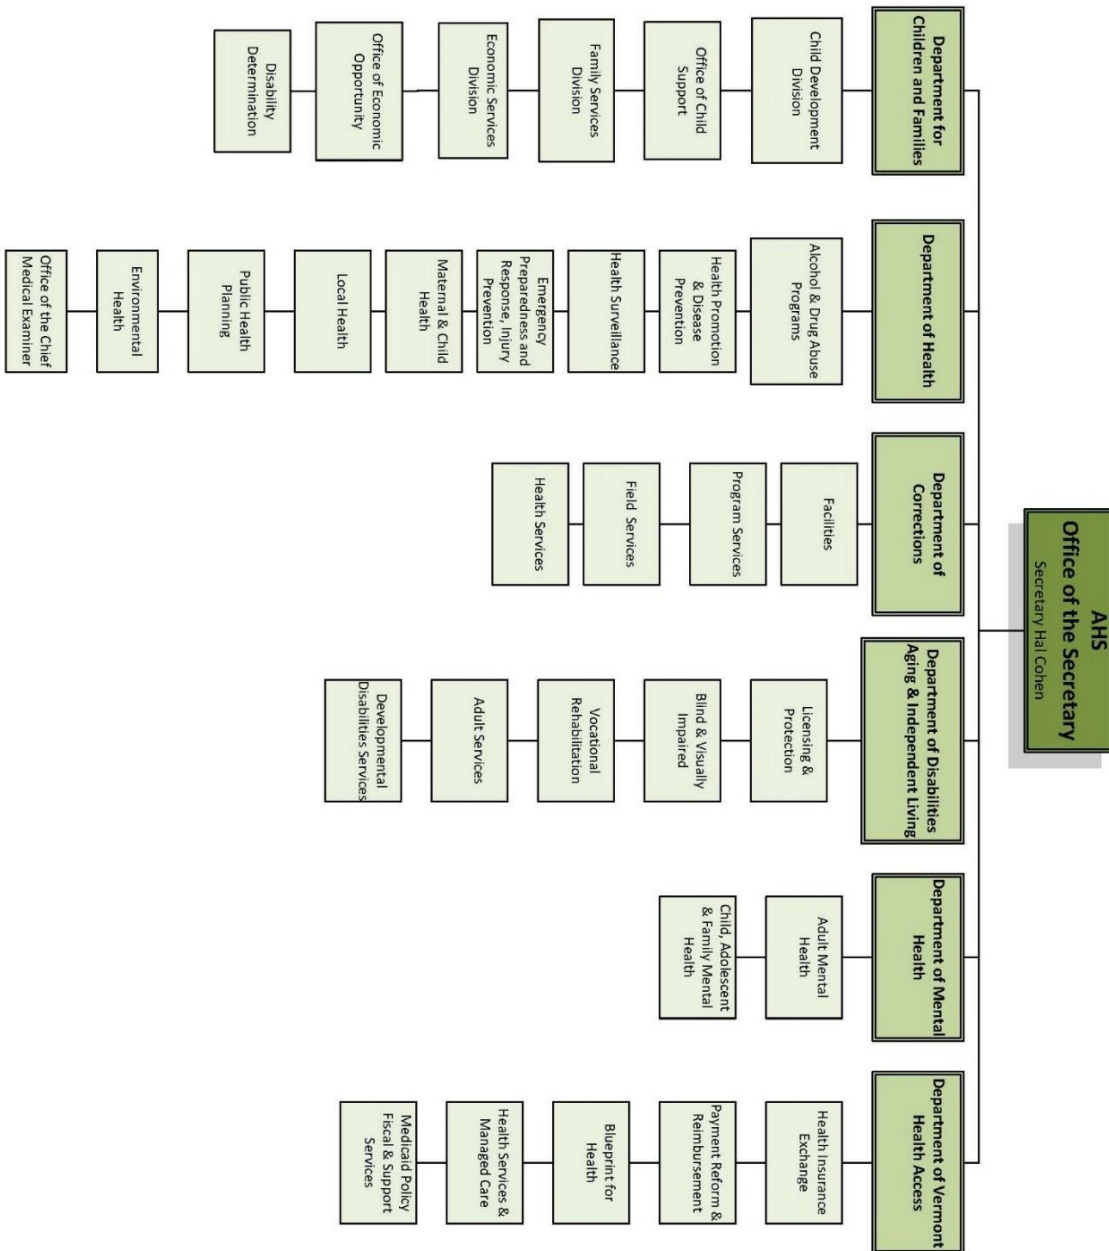 AHS
Office of the Secretary
Secretary Hal Cohen
Department for
Children and Families
Child Development
Division
Office of Child
Support
Family Services
Division
Economic Services
Division
Office of Economic
Opportunity
Disability
Determination
Department of Health
Alcohol & Drug Abuse
Programs
Health Promotion
& Disease
Prevention
Health Surveillance
Emergency
Preparedness and
Response, Injury
Prevention
Maternal & Child
Health
Local Health
Public Health
Planning
Environmental
Health
Office of the Chief
Medical Examiner
Department of
Corrections
Facilities
Program Services
Field Services
Health Services
Department of Disabilities
Aging & Independent Living
Licensing &
Protection
Blind & Visually
Impaired
Vocational
Rehabilitation
Adult Services
Developmental
Disabilities Services
Department of Mental
Health
Adult Mental
Health
Child, Adolescent
& Family Mental
Health
Department of Vermont
Health Access
Health Insurance
Exchange
Payment Reform &
Reimbursement
Blueprint for
Health
Health Services &
Managed Care
Medicaid Policy
Fiscal & Support
Services